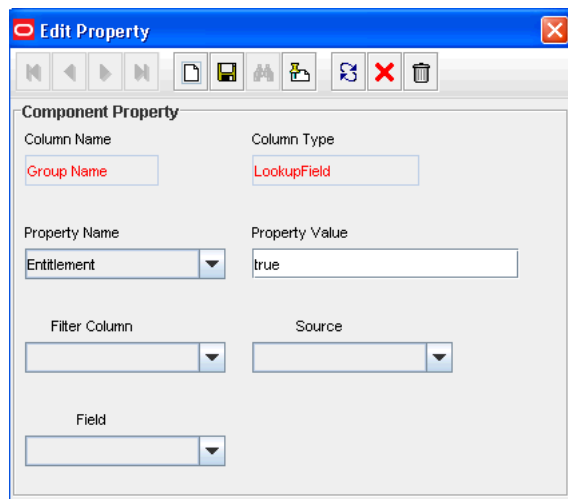 Edit Property
Component Property
Column Name Column Type
Group Name LookupField
Property Name Property Value
Entitlement true
Filter Column Source
Field